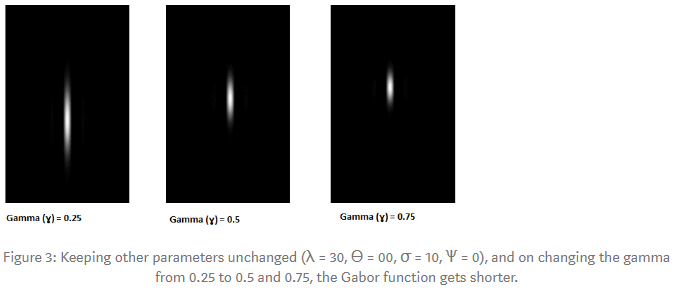 Gamma (ɣ) = 0.25
Gamma (ɣ) = 0.5
Gamma (ɣ) = 0.75
Figure 3: Keeping other parameters unchanged (λ = 30, Θ = 00, σ = 10, Ψ = 0), and on changing the gamma
from 0.25 to 0.5 and 0.75, the Gabor function gets shorter.